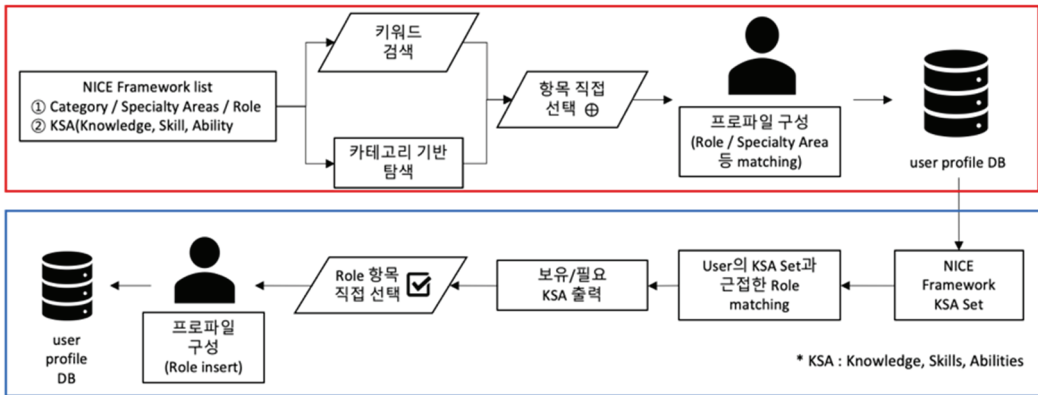 키워드
검색
NICE Framework list
① Category / Specialty Areas / Role
② KSA(Knowledge, Skill, Ability
카테고리 기반
탐색
항목 직접
선택 ⊕
프로파일 구성
(Role / Specialty Area
등 matching)
user profile DB
user
profile
DB
프로파일
구성
(Role insert)
Role 항목
직접 선택
보유/필요
KSA 출력
User의 KSA Set과
근접한 Role
matching
NICE
Framework
KSA Set
* KSA : Knowledge, Skills, Abilities